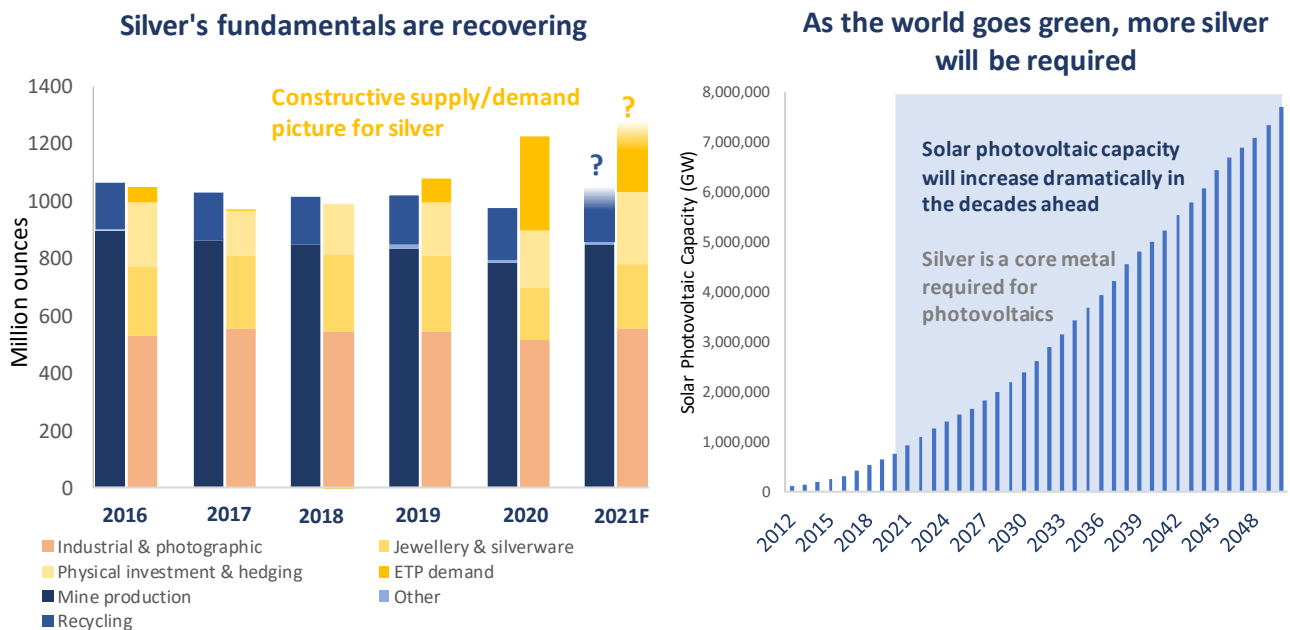 Silver's fundamentals are recovering
1400
1200
1000
800
600
400
200
0
Million ounces
Constructive supply/demand
picture for silver
?
?
2016
2017
2018
2019
2020
2021F
Industrial & photographic
Jewellery & silverware
Physical investment & hedging
ETP demand
Mine production
Other
Recycling
As the world goes green, more silver
will be required
8,000,000
7,000,000
6,000,000
5,000,000
4,000,000
3,000,000
2,000,000
1,000,000
0
Solar Photovoltaic Capacity (GW)
Solar photovoltaic capacity
will increase dramatically in
the decades ahead
Silver is a core metal
required for
photovoltaics
2012
2015
2018
2021
2024
2027
2030
2033
2036
2039
2042
2045
2048